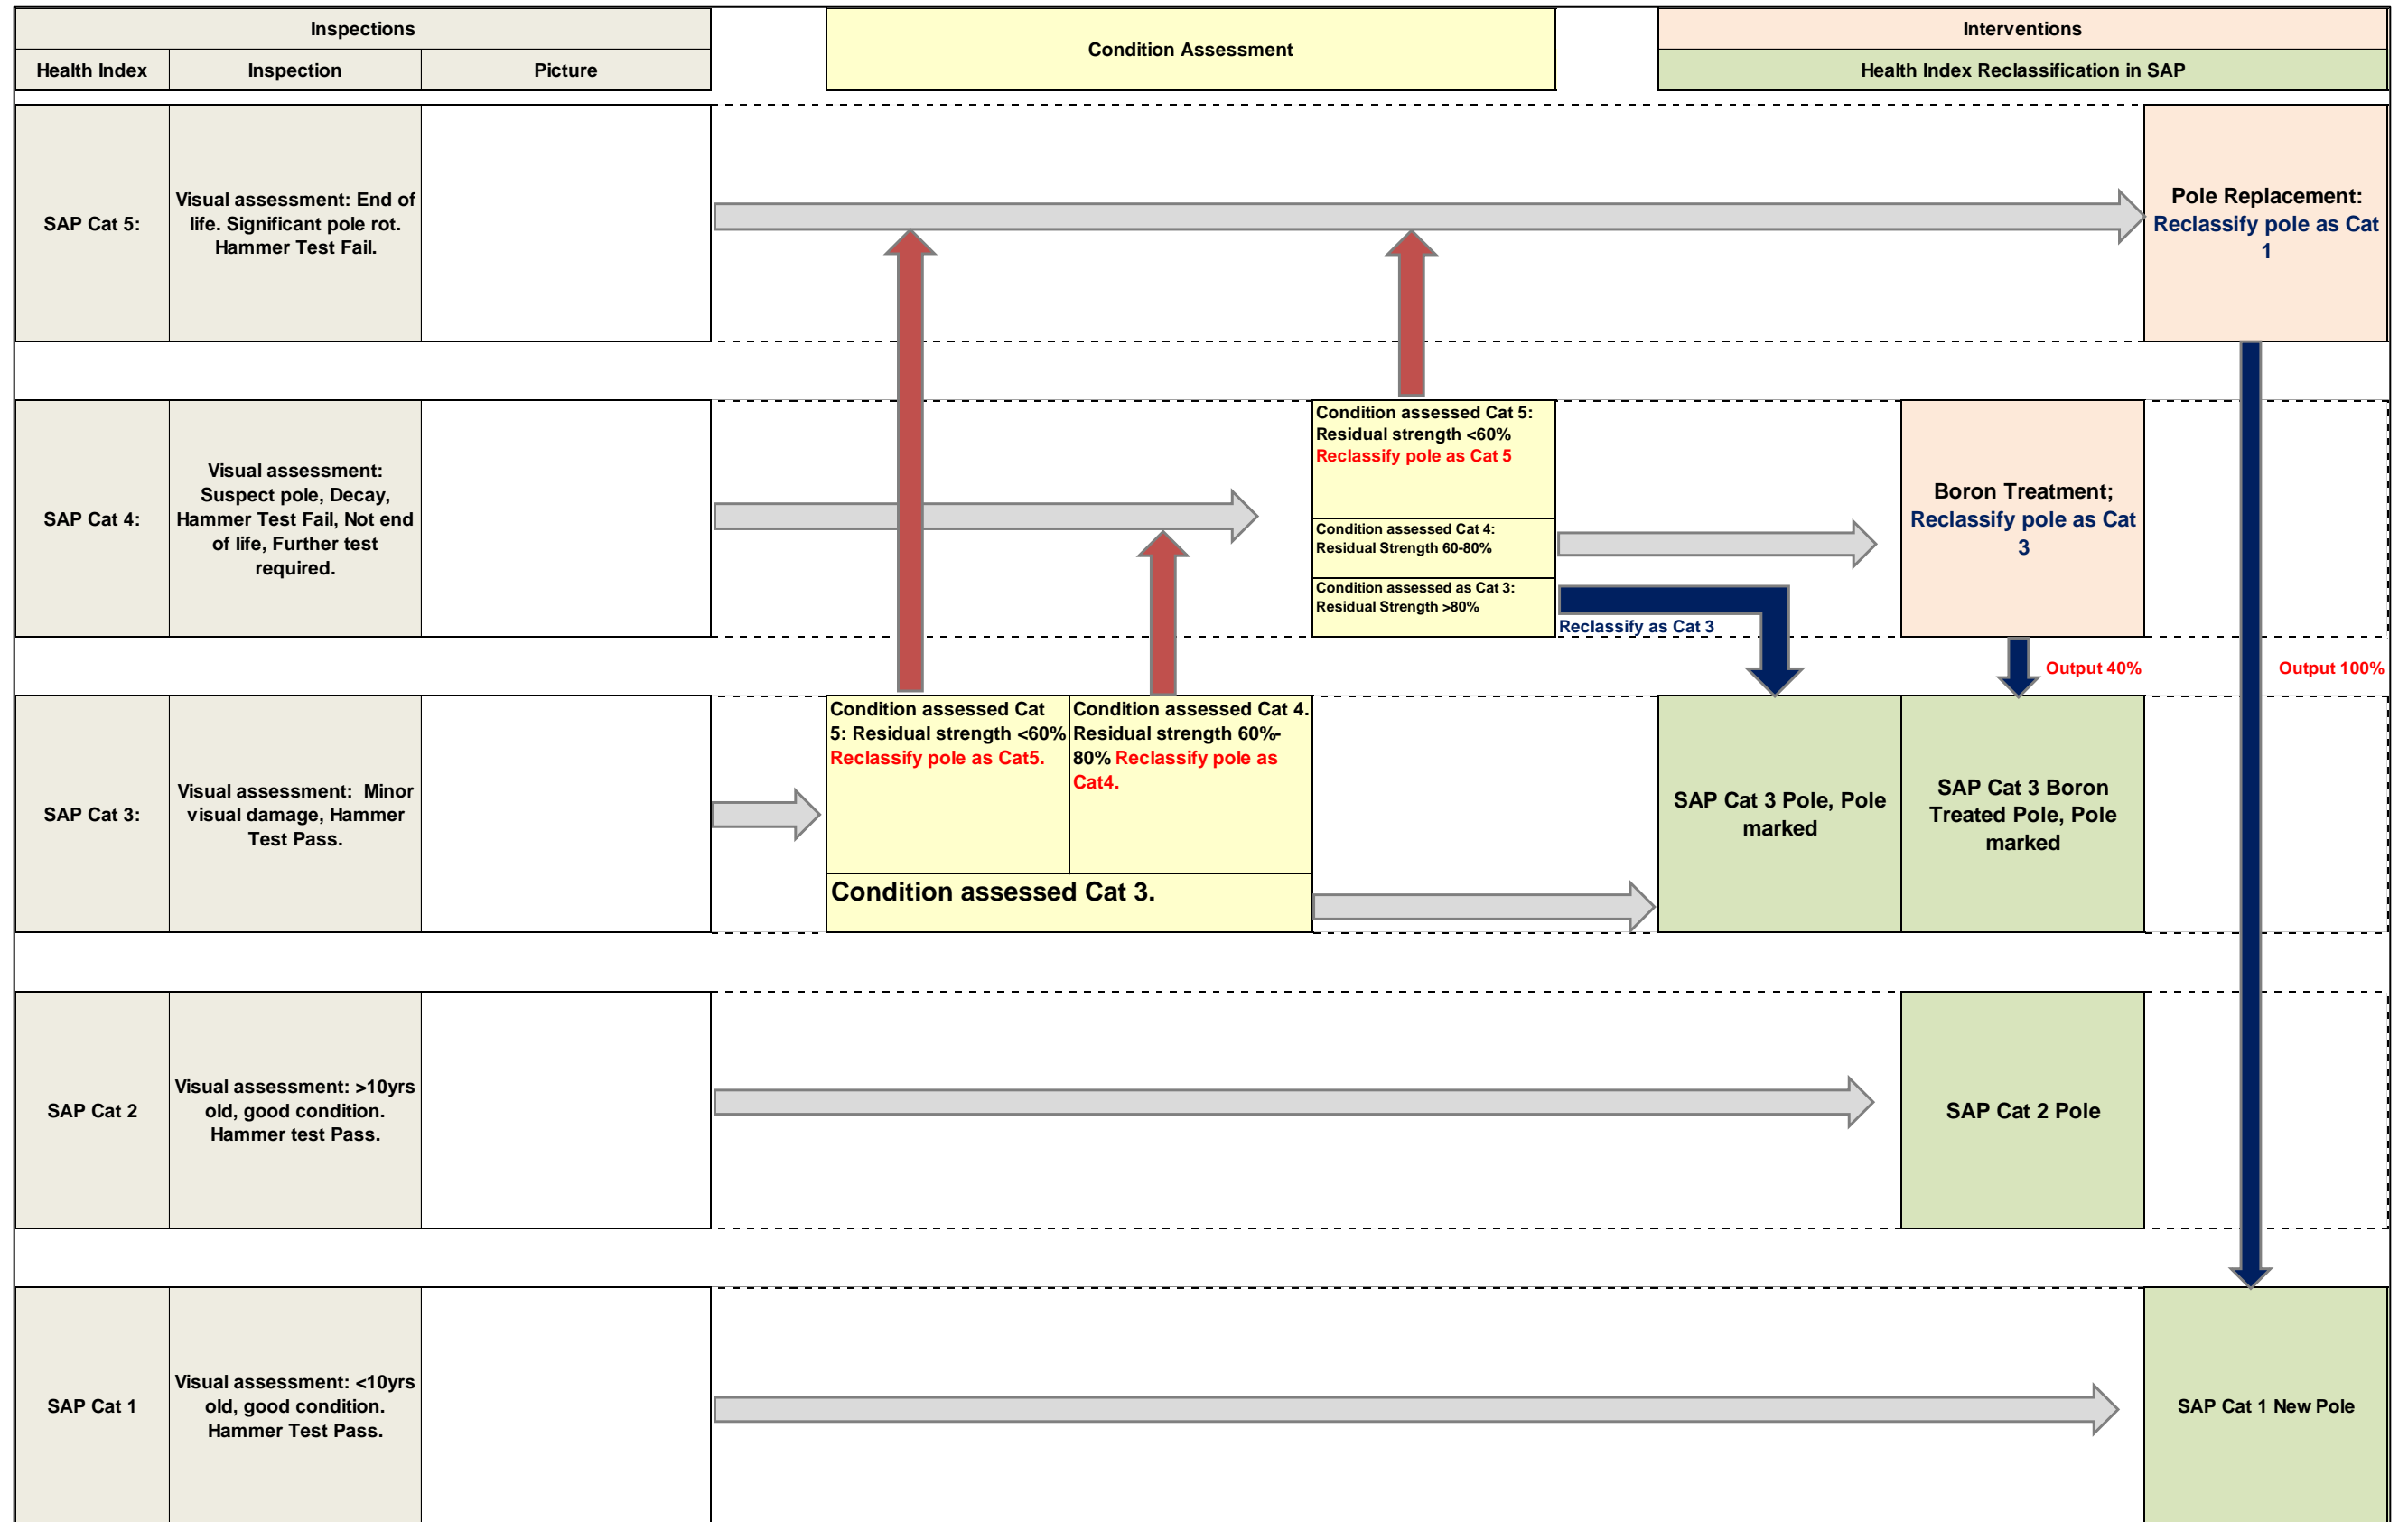 Inspections
Condition Assessment
Interventions
Health Index
Inspection
Picture
Health Index Reclassification in SAP
SAP Cat 5:
Visual assessment: End of
life. Significant pole rot.
Hammer Test Fail.
Pole Replacement:
Reclassify pole as Cat
1
SAP Cat 4:
Visual assessment:
Suspect pole, Decay,
Hammer Test Fail, Not end
of life, Further test
required.
Condition assessed Cat 5:
Residual strength <60%
Reclassify pole as Cat 5
Condition assessed Cat 4:
Residual Strength 60-80%
Condition assessed as Cat 3:
Residual Strength >80%
Reclassify as Cat 3
Boron Treatment;
Reclassify pole as Cat
3
Output 40%
Output 100%
SAP Cat 3:
Visual assessment:  Minor
visual damage, Hammer
Test Pass.
Condition assessed Cat
5: Residual strength <60%
Reclassify pole as Cat5.
Condition assessed Cat 4.
Residual strength 60%-
80% Reclassify pole as
Cat4.
Condition assessed Cat 3.
SAP Cat 3 Pole, Pole
marked
SAP Cat 3 Boron
Treated Pole, Pole
marked
SAP Cat 2
Visual assessment: >10yrs
old, good condition.
Hammer test Pass.
SAP Cat 2 Pole
SAP Cat 1
Visual assessment: <10yrs
old, good condition.
Hammer Test Pass.
SAP Cat 1 New Pole